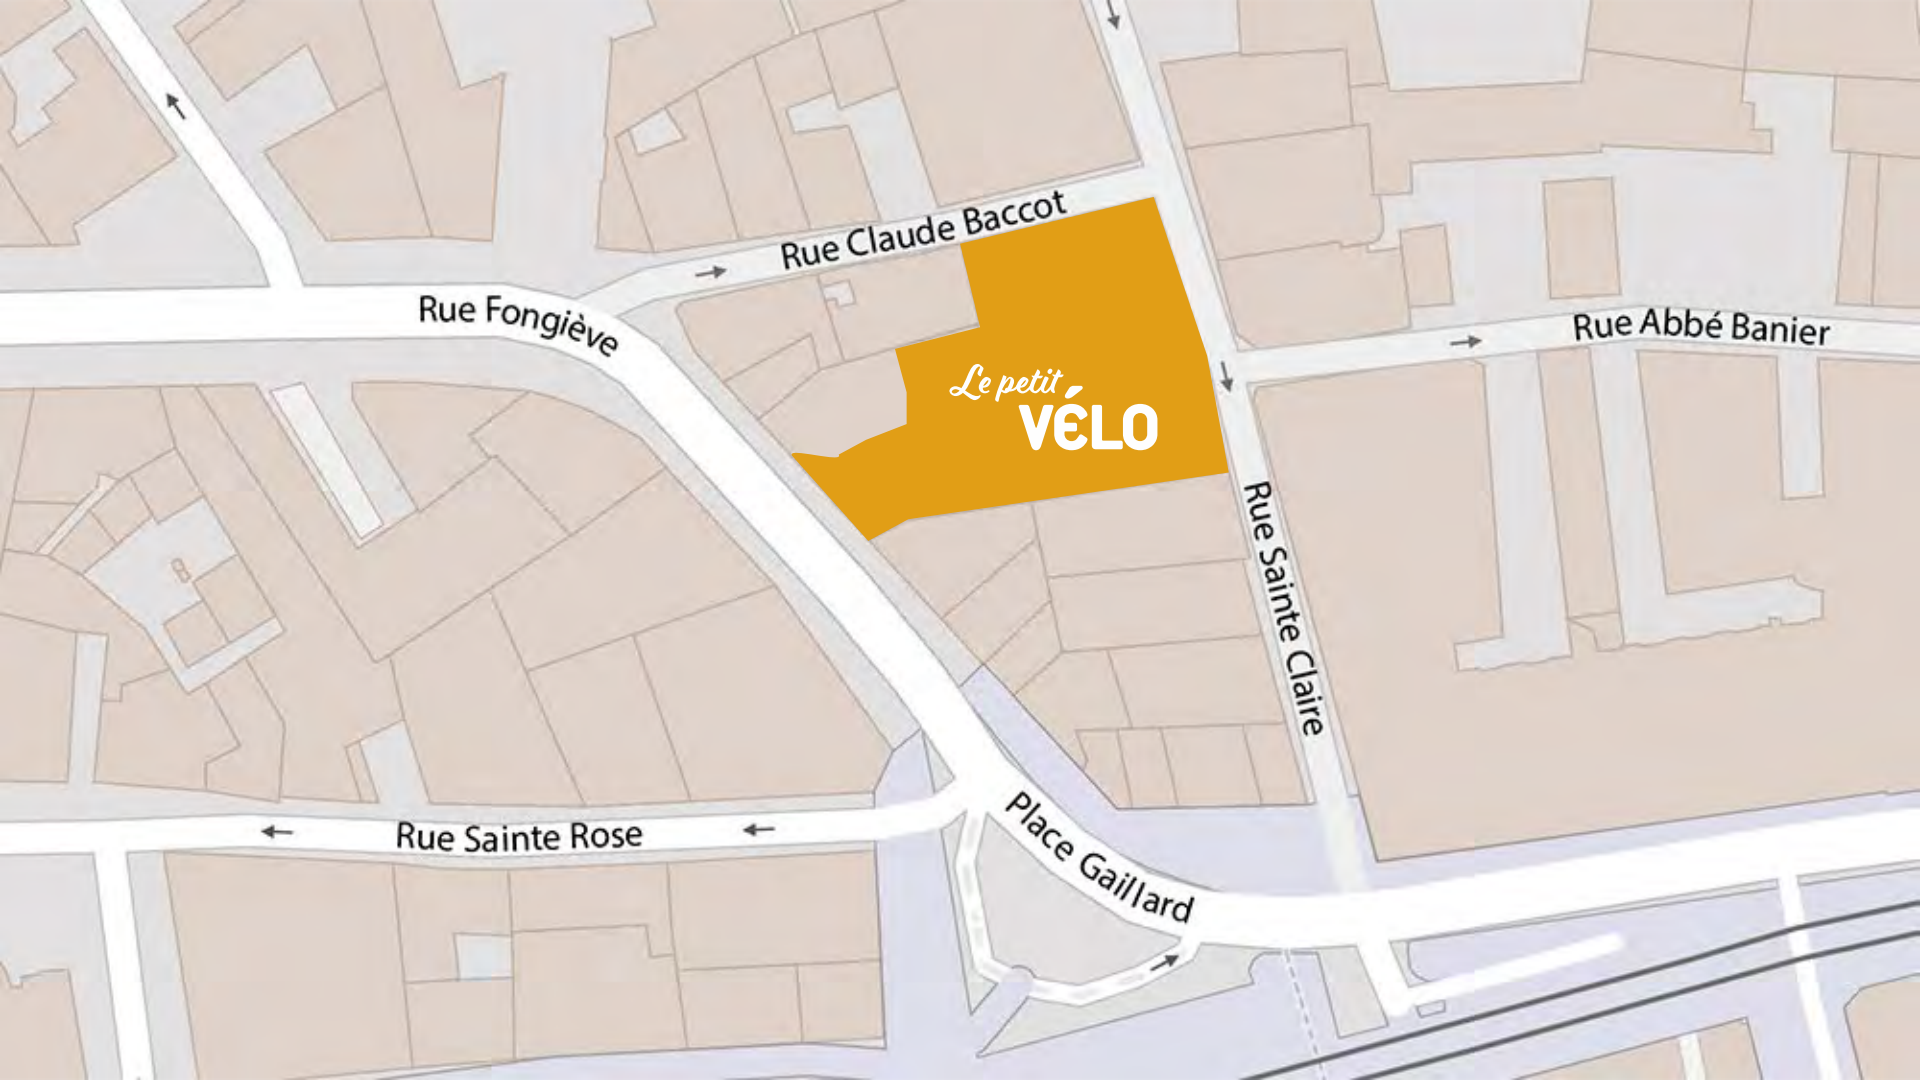 Rue Claude Baccot
Rue Fongiève
Rue Abbé Banier
Le petit
VÉLO
Rue Sainte Claire
Rue Sainte Rose
Place Gaillard